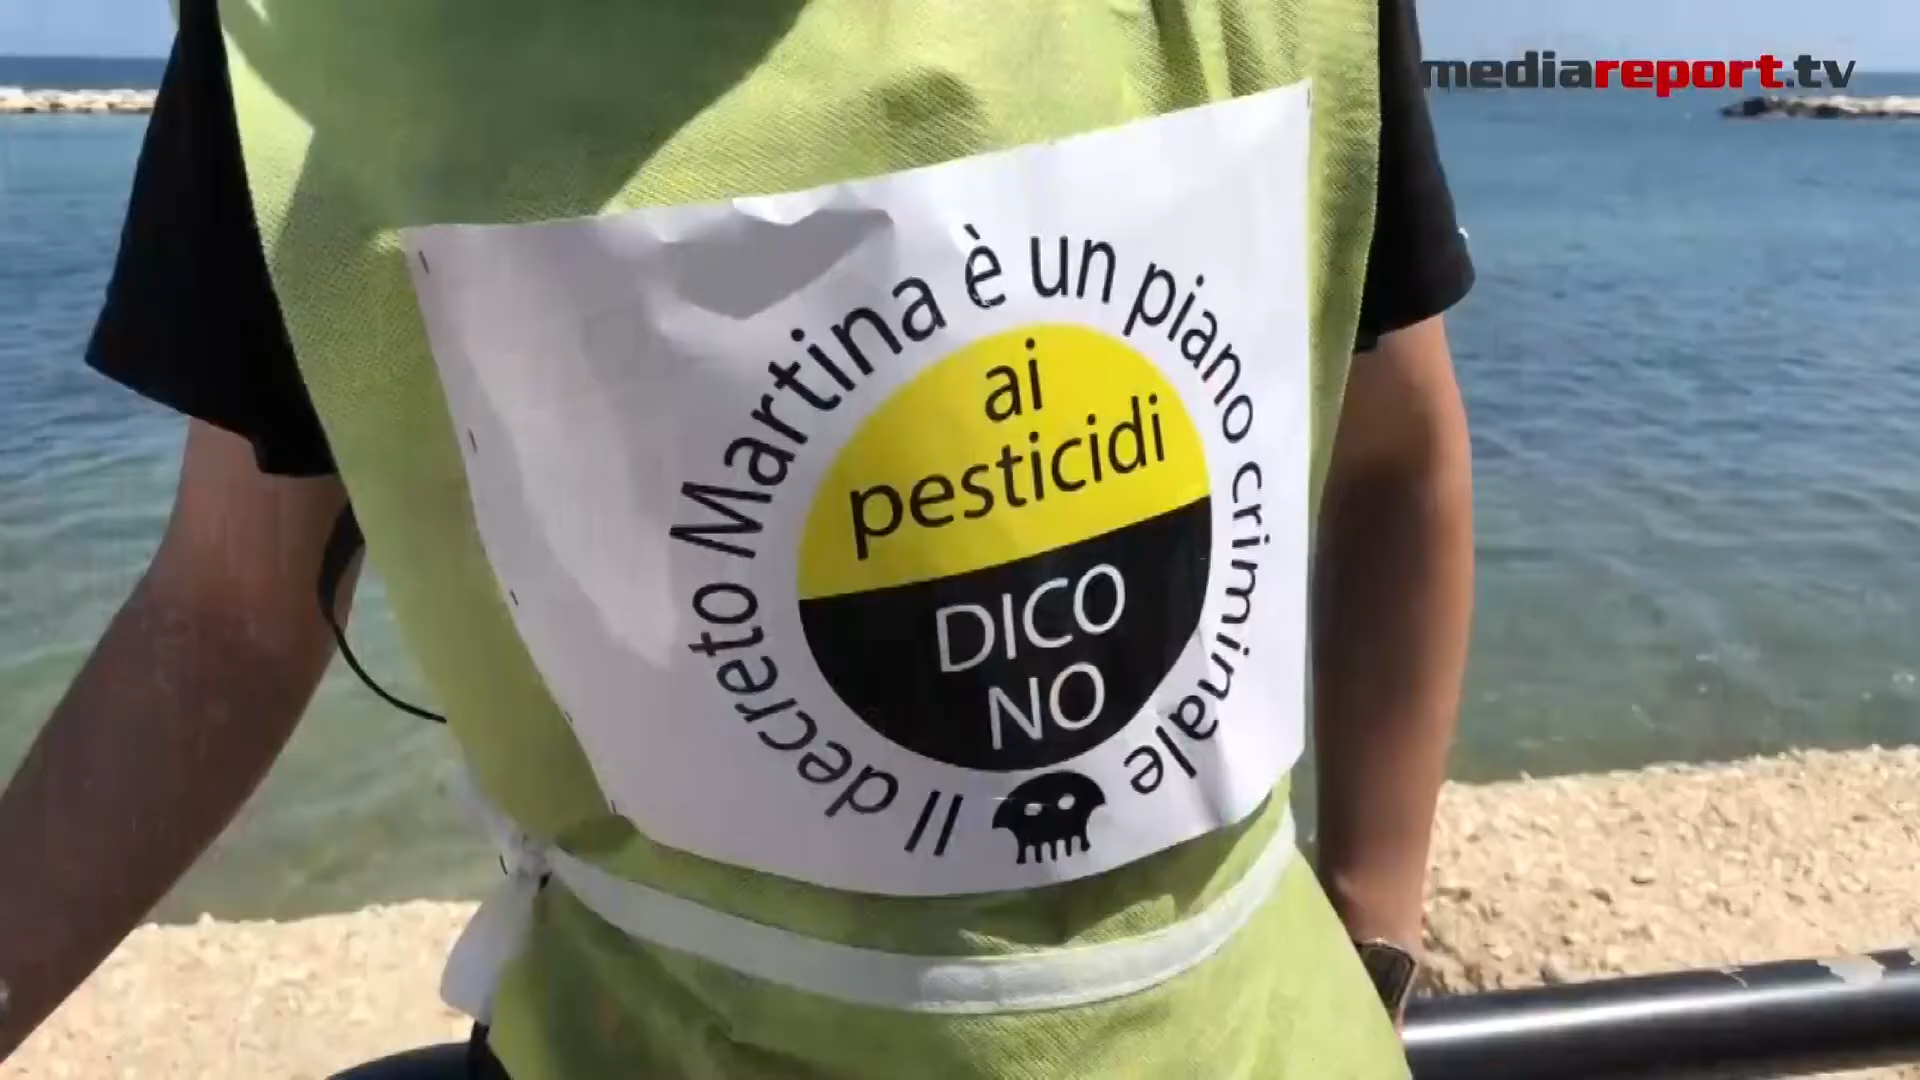 mediareport.tv
Il decreto Martina è un piano criminale
ai
pesticidi
DICO
NO